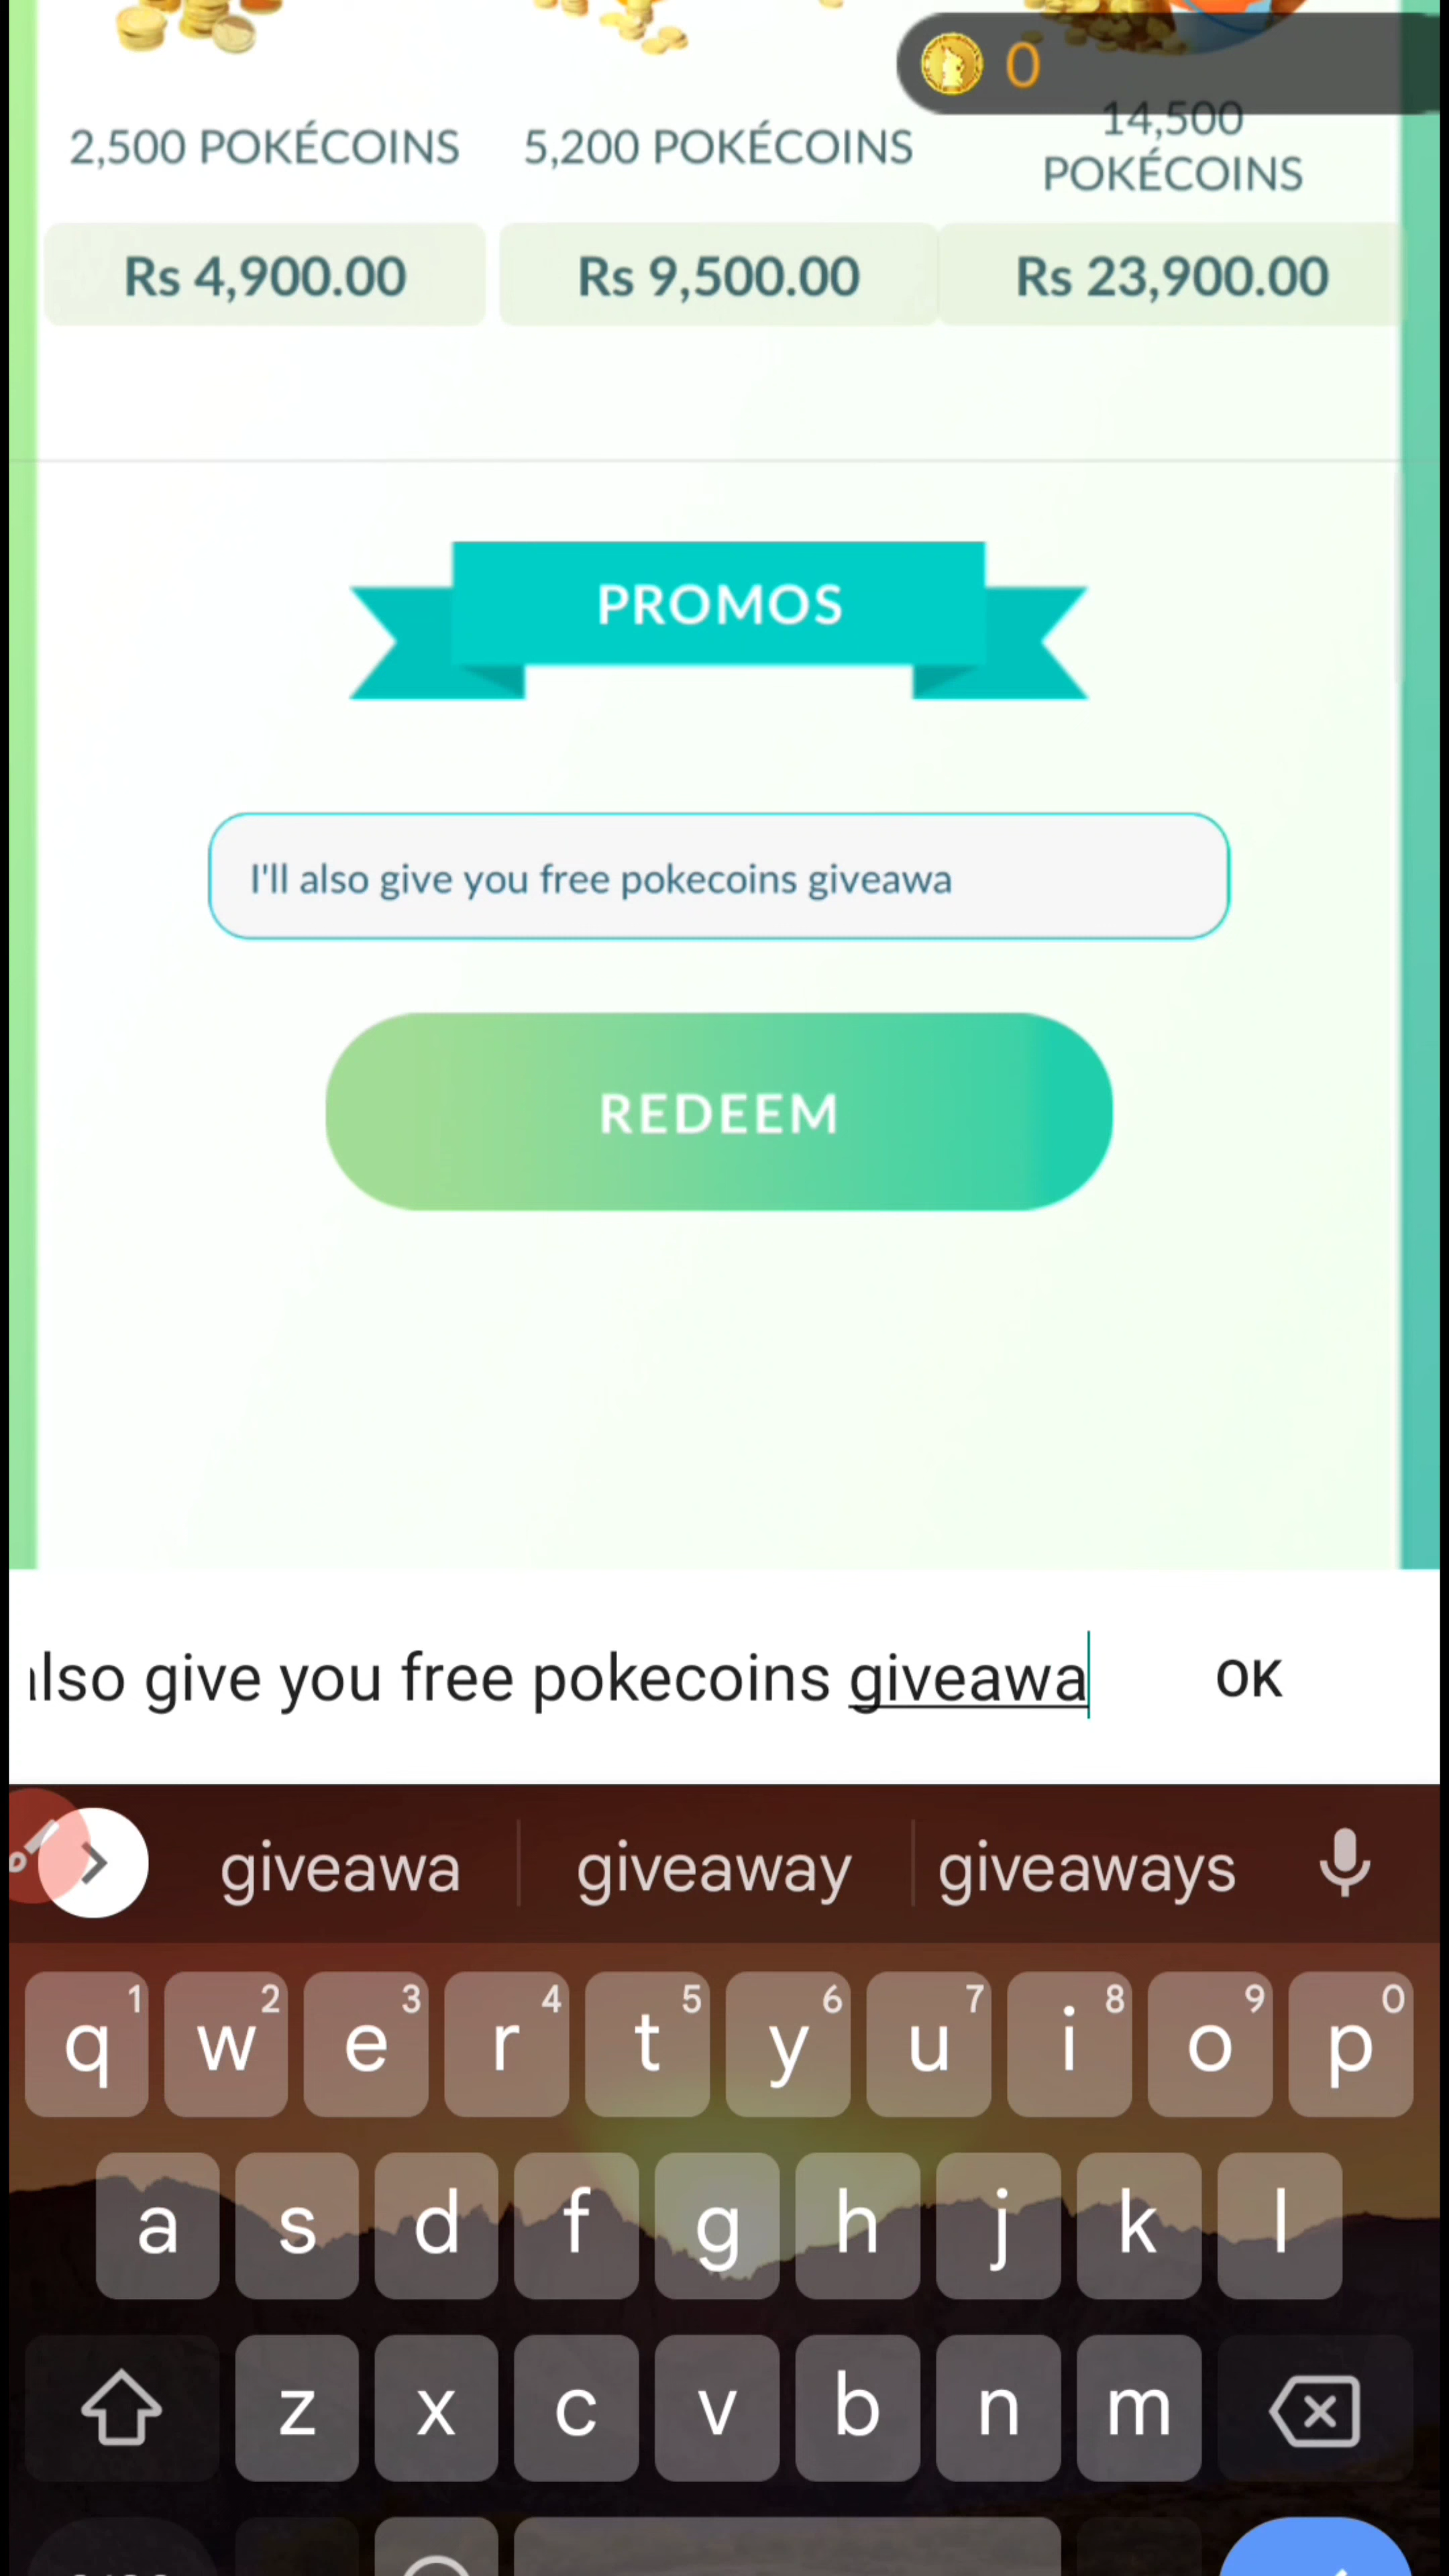 0
2,500 POKÉCOINS
5,200 POKÉCOINS
14,500
POKÉCOINS
Rs 4,900.00
Rs 9,500.00
Rs 23,900.00
PROMOS
I'll also give you free pokecoins giveawa
REDEEM
also give you free pokecoins giveawa
OK
giveawa
giveaway
giveaways
1 2 3 4 5 6 7 8 9 0
q w e r t y u i o p
a s d f g h j k l
z x c v b n m